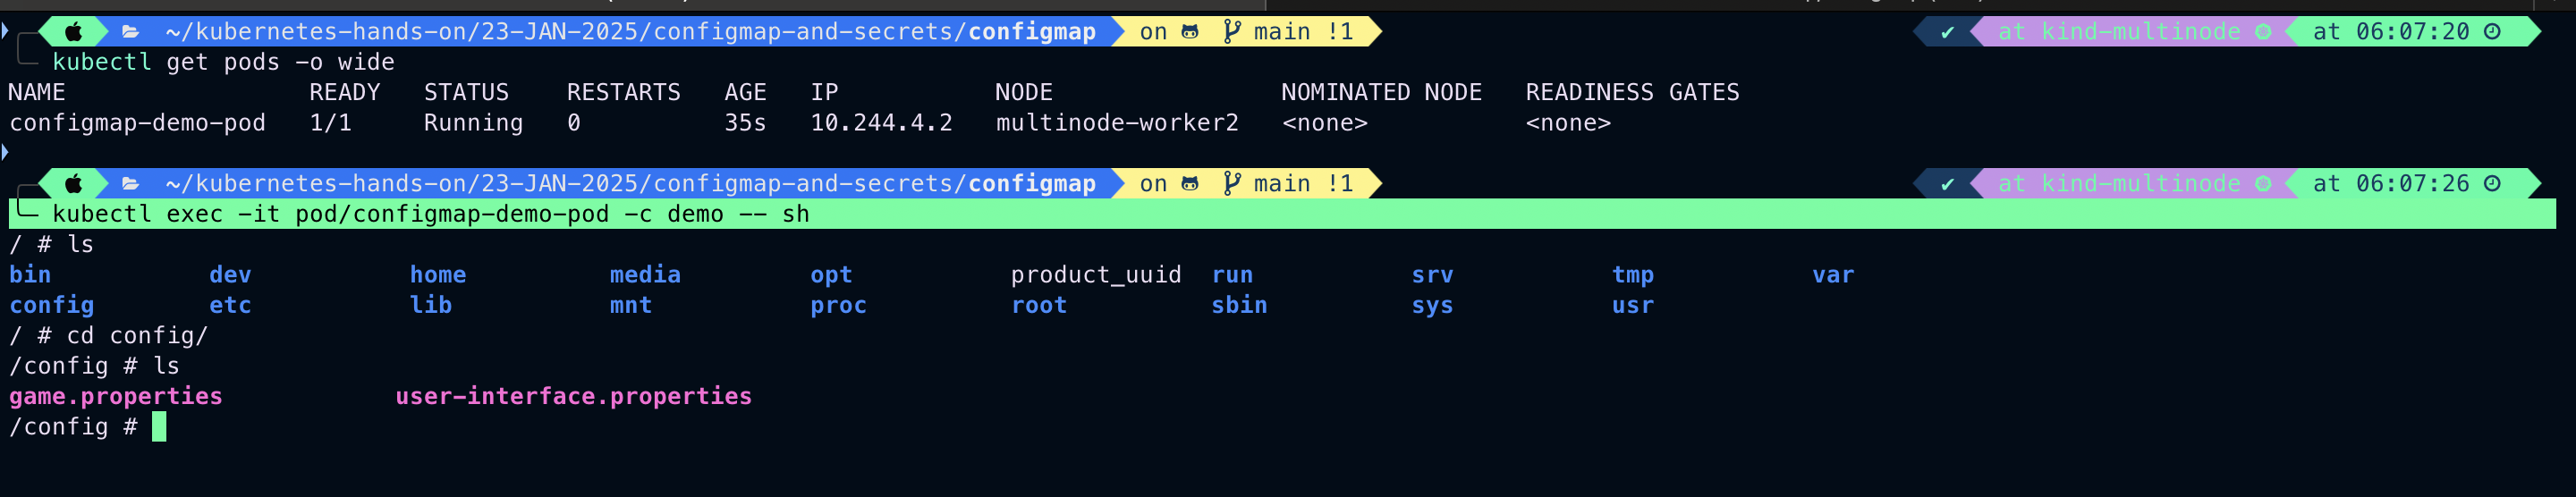 ~/kubernetes-hands-on/23-JAN-2025/configmap-and-secrets/configmap on main !1 ✔ at kind-multinode at 06:07:20
kubectl get pods -o wide
NAME READY STATUS RESTARTS AGE IP NODE NOMINATED NODE READINESS GATES
configmap-demo-pod 1/1 Running 0 35s 10.244.4.2 multinode-worker2 <none> <none>
~/kubernetes-hands-on/23-JAN-2025/configmap-and-secrets/configmap on main !1 ✔ at kind-multinode at 06:07:26
kubectl exec -it pod/configmap-demo-pod -c demo -- sh
/ # ls
bin dev home media opt product_uuid run srv tmp var
config etc lib mnt proc root sbin sys usr
/ # cd config/
/config # ls
game.properties user-interface.properties
/config #